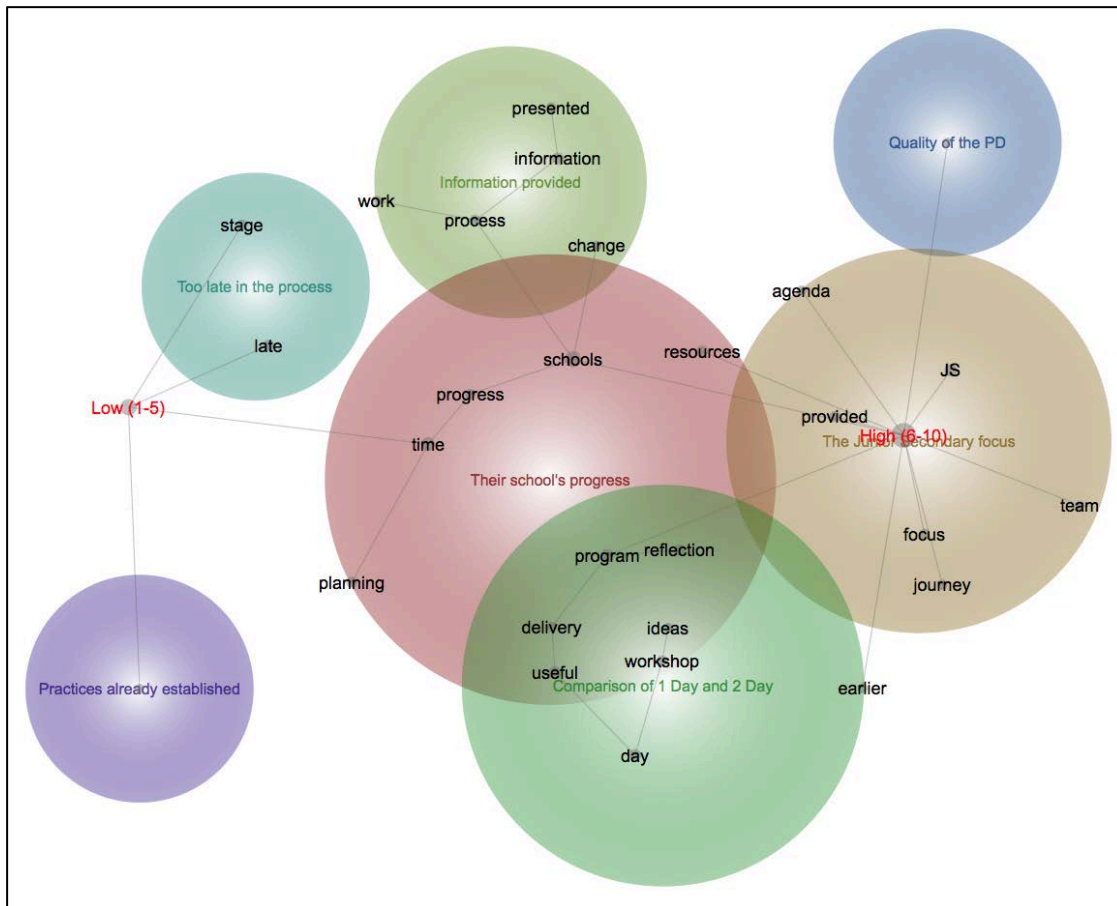 presented
Quality of the PD
information
Information provided
work
process
stage
change
Too late in the process
agenda
late
resources
schools
JS
progress
Low (1-5)
provided
High (6-10)
time
The Junior Secondary focus
Their school's progress
team
focus
reflection
program
planning
journey
delivery
ideas
workshop
useful
Comparison of 1 Day and 2 Day
earlier
Practices already established
day